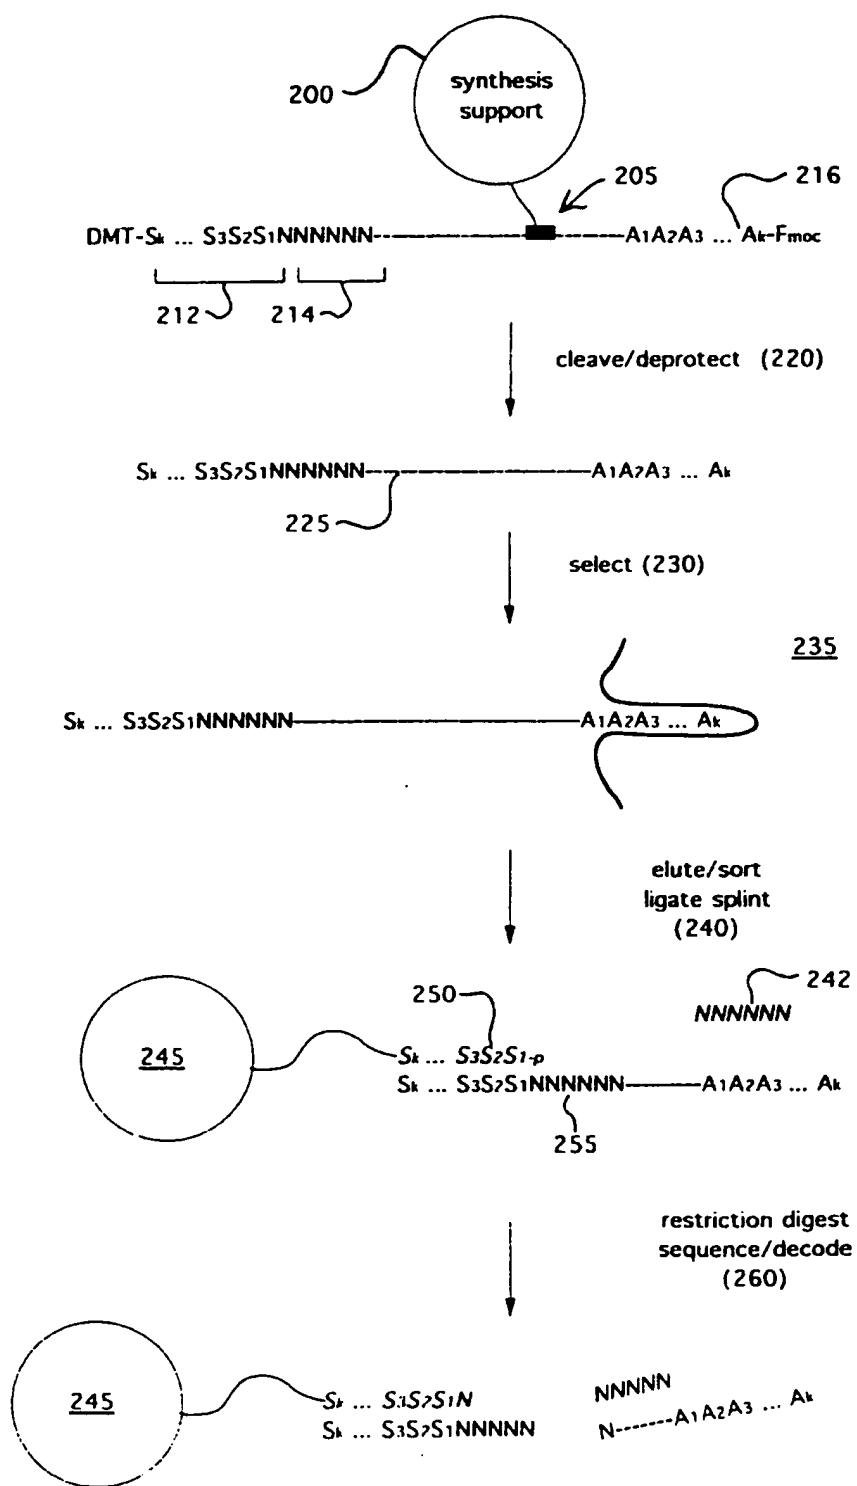 200
synthesis
support
205
216
DMT-Sk ... S3S2S1NNNNNN A1A2A3 ... Ak-Fmoc
212
214
cleave/deprotect (220)
Sk ... S3S2S1NNNNNN A1A2A3 ... Ak
225
select (230)
235
Sk ... S3S2S1NNNNNN A1A2A3 ... Ak
elute/sort
ligate splint
(240)
250
242
NNNNNN
245
Sk ... S3S2S1-p
Sk ... S3S2S1NNNNNN A1A2A3 ... Ak
255
restriction digest
sequence/decode
(260)
245
Sk ... S3S2S1N
NNNNN
Sk ... S3S2S1NNNNN
N-------A1A2A3 ... Ak